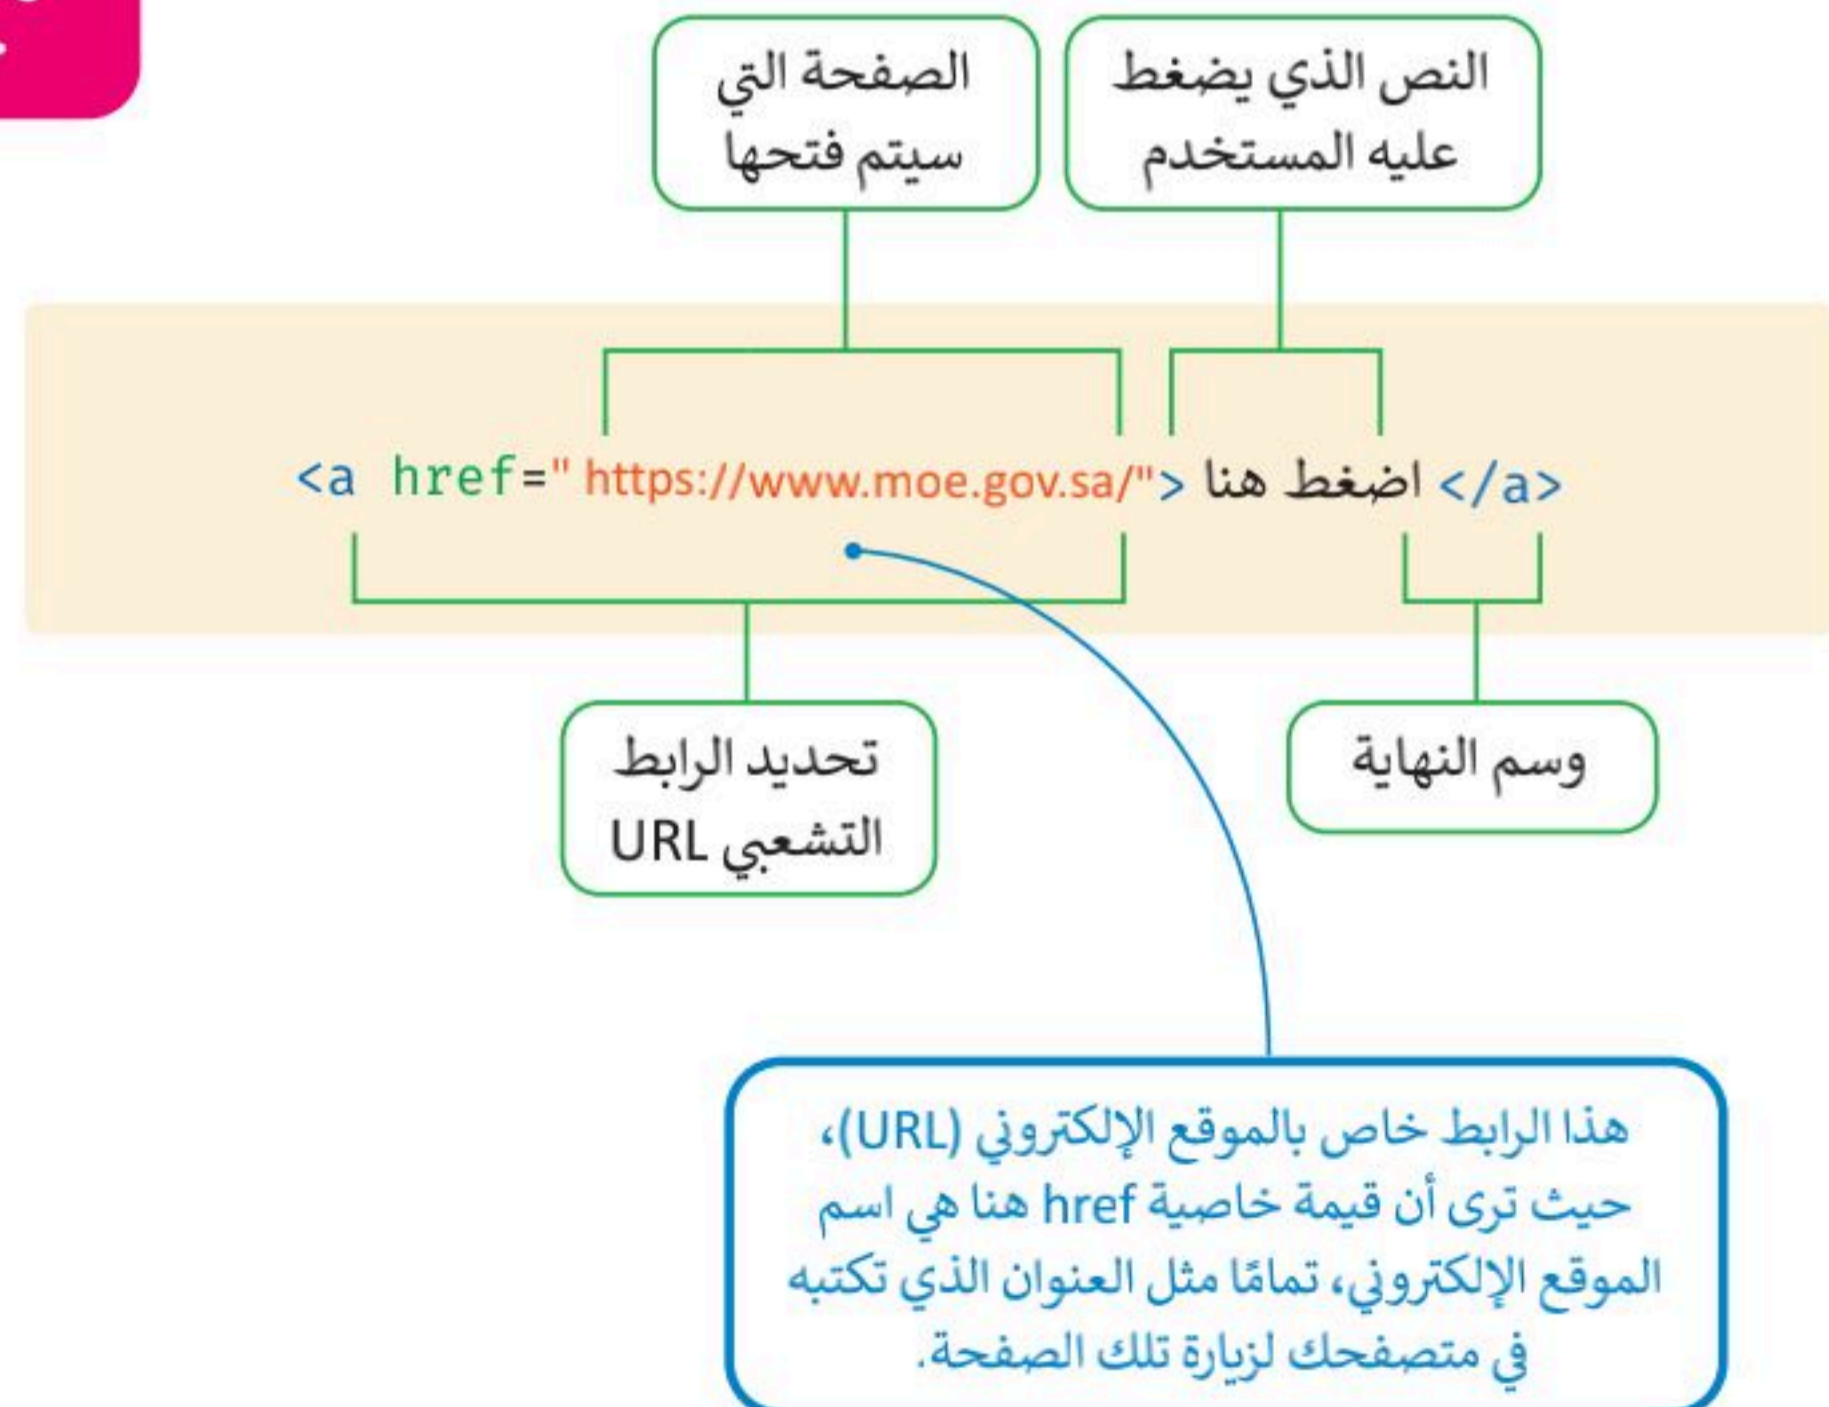 النص الذي يضغط
عليه المستخدم
الصفحة التي
سيتم فتحها
<a href=" https://www.moe.gov.sa/"> اضغط هنا </a>
تحديد الرابط
التشعبي URL
وسم النهاية
هذا الرابط خاص بالموقع الإلكتروني (URL)،
حيث ترى أن قيمة خاصية href هنا هي اسم
الموقع الإلكتروني، تمامًا مثل العنوان الذي تكتبه
في متصفحك لزيارة تلك الصفحة.